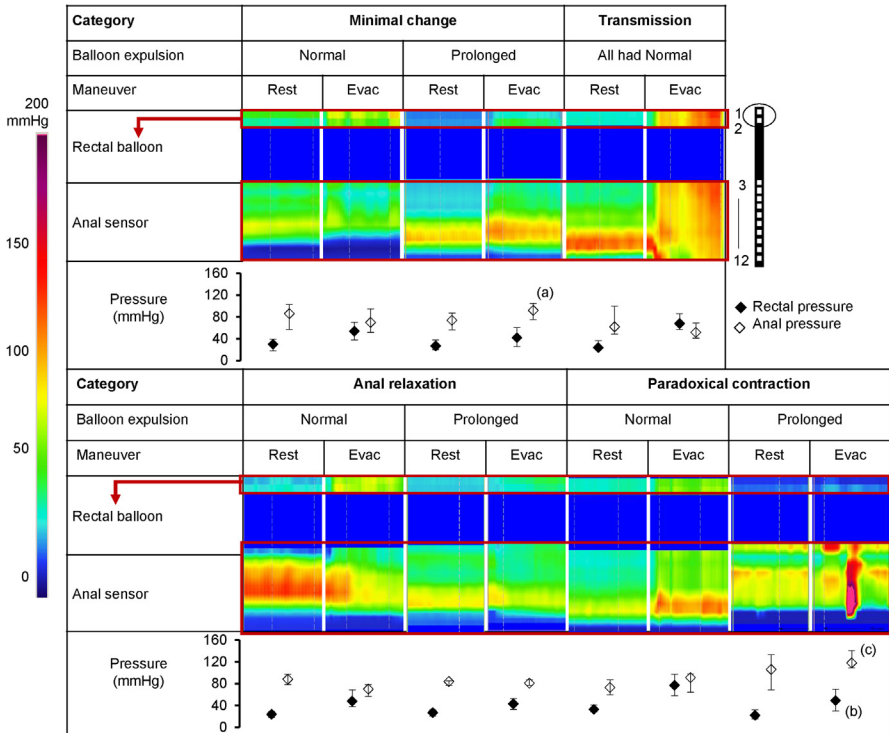 Category Minimal change Transmission
Balloon expulsion Normal Prolonged All had Normal
Maneuver Rest Evac Rest Evac Rest Evac
200
mmHg
150
100
50
0
Rectal balloon
1
2
Anal sensor
3
12
Pressure
(mmHg)
160
120
80
40
0
(a)
Rectal pressure
Anal pressure
Category Anal relaxation Paradoxical contraction
Balloon expulsion Normal Prolonged Normal Prolonged
Maneuver Rest Evac Rest Evac Rest Evac Rest Evac
Rectal balloon
Anal sensor
Pressure
(mmHg)
160
120
80
40
0
(c)
(b)